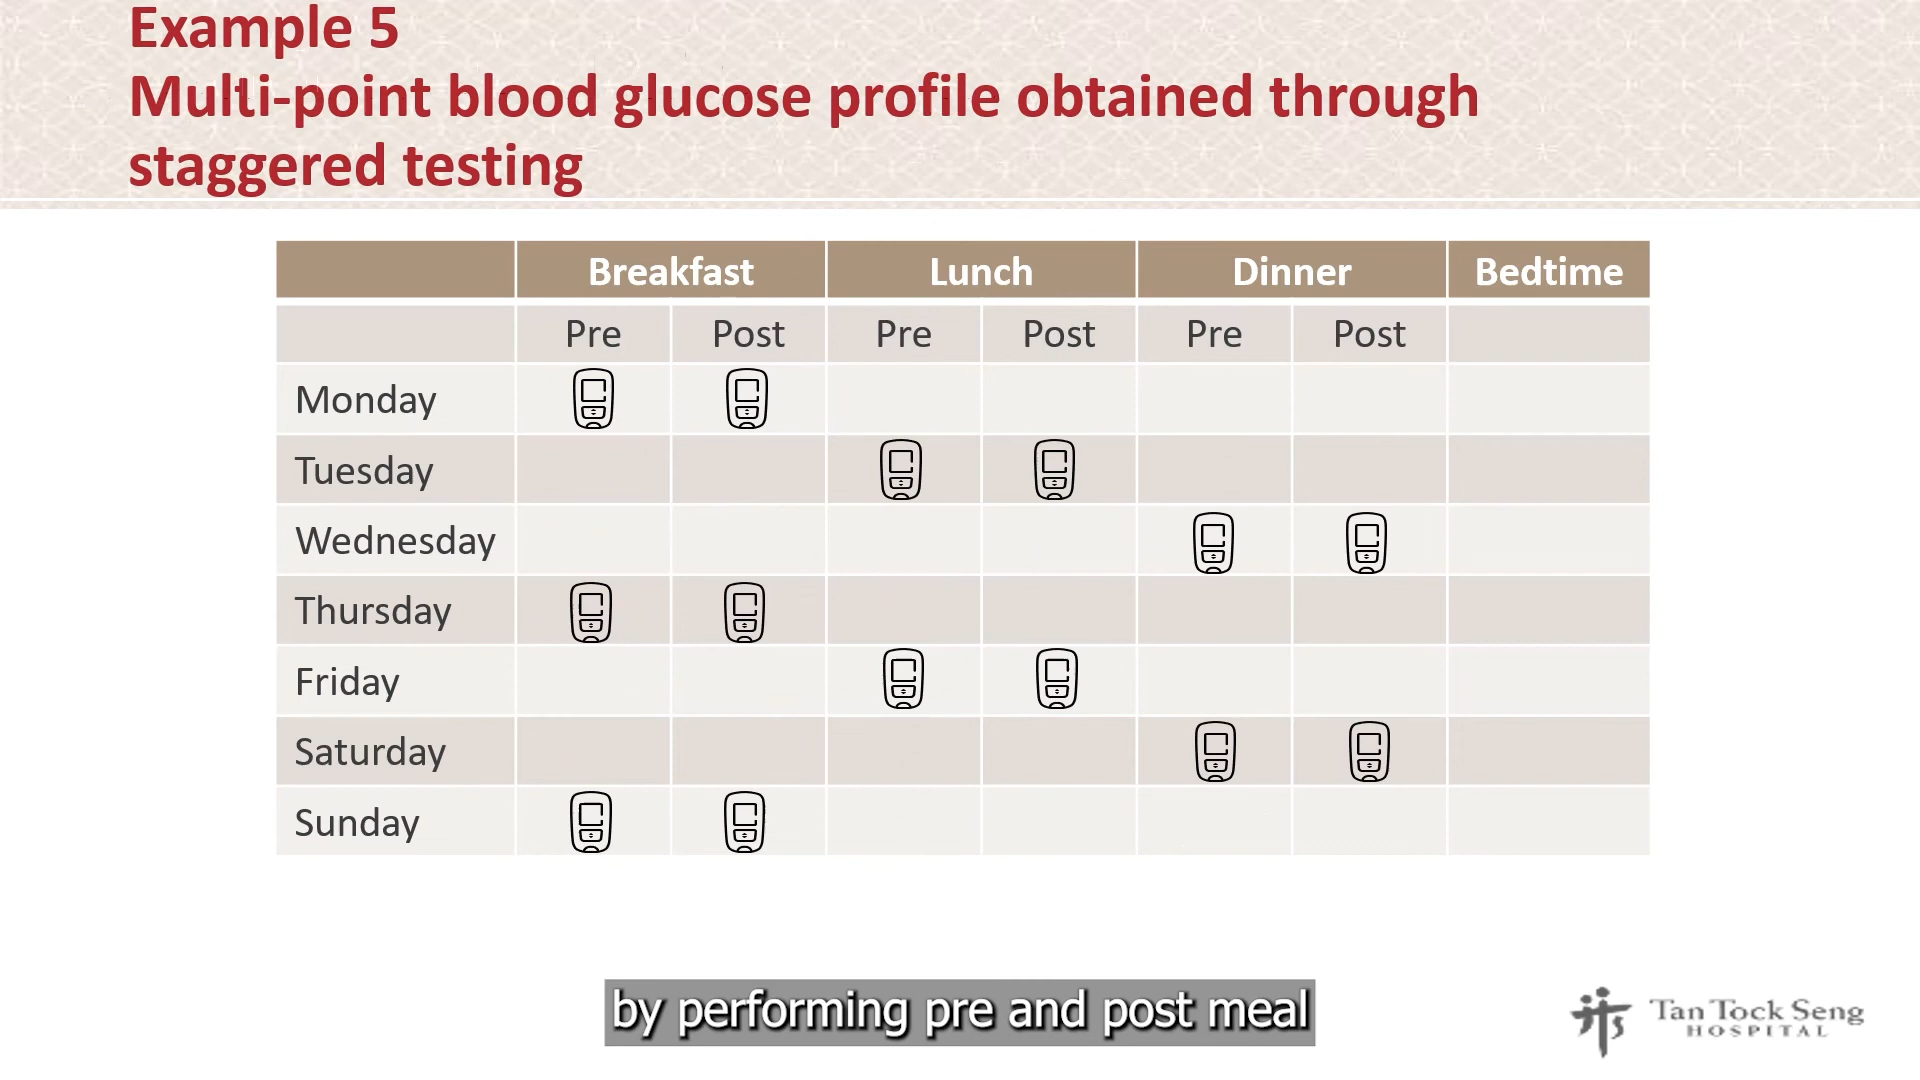 Example 5
Multi-point blood glucose profile obtained through
staggered testing
Breakfast Lunch Dinner Bedtime
Pre Post Pre Post Pre Post
Monday
Tuesday
Wednesday
Thursday
Friday
Saturday
Sunday
by performing pre and post meal
Tan Tock Seng
HOSPITAL